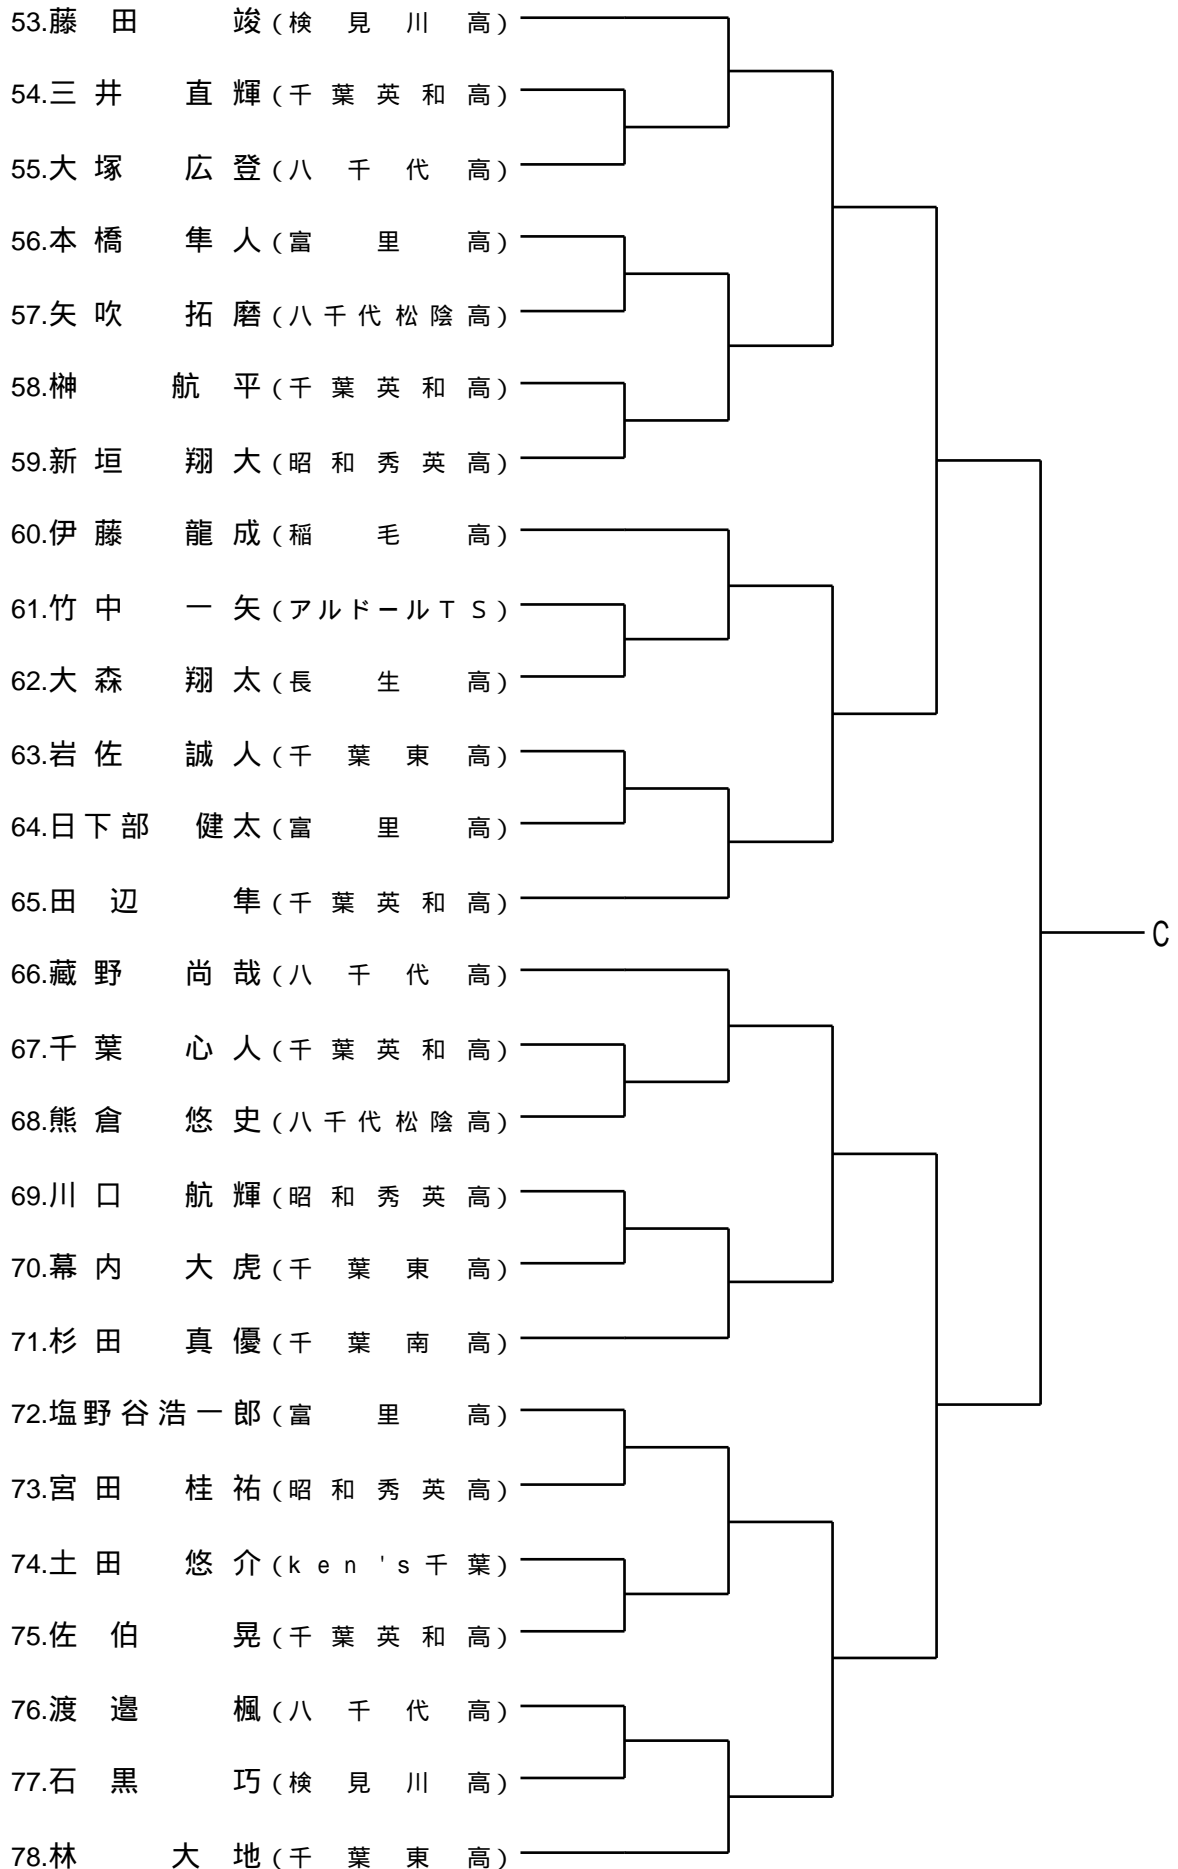 53.藤田 竣(検見川高)
54.三井 直輝(千葉英和高)
55.大塚 広登(八千代高)
56.本橋 隼人(富里高)
57.矢吹 拓磨(八千代松陰高)
58.榊 航平(千葉英和高)
59.新垣 翔大(昭和秀英高)
60.伊藤 龍成(稲毛高)
61.竹中 一矢(アルドールTS)
62.大森 翔太(長生高)
63.岩佐 誠人(千葉東高)
64.日下部 健太(富里高)
65.田辺 隼(千葉英和高)
C
66.蔵野 尚哉(八千代高)
67.千葉 心人(千葉英和高)
68.熊倉 悠史(八千代松陰高)
69.川口 航輝(昭和秀英高)
70.幕内 大虎(千葉東高)
71.杉田 真優(千葉南高)
72.塩野谷浩一郎(富里高)
73.宮田 桂祐(昭和秀英高)
74.土田 悠介(ken's千葉)
75.佐伯 晃(千葉英和高)
76.渡邉 楓(八千代高)
77.石黒 巧(検見川高)
78.林 大地(千葉東高)